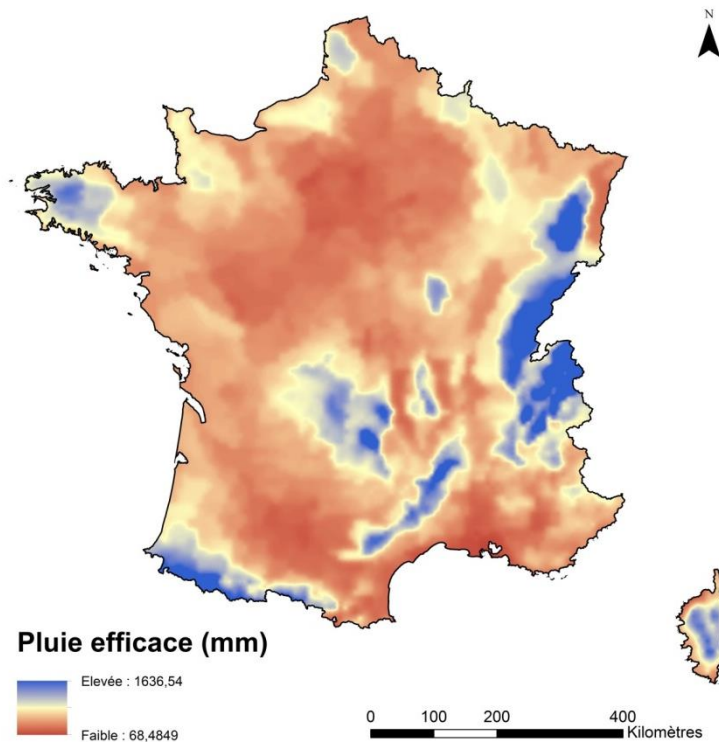 N
Pluie efficace (mm)
Elevée : 1636,54
Faible : 68,4849
0 100 200 400
Kilomètres